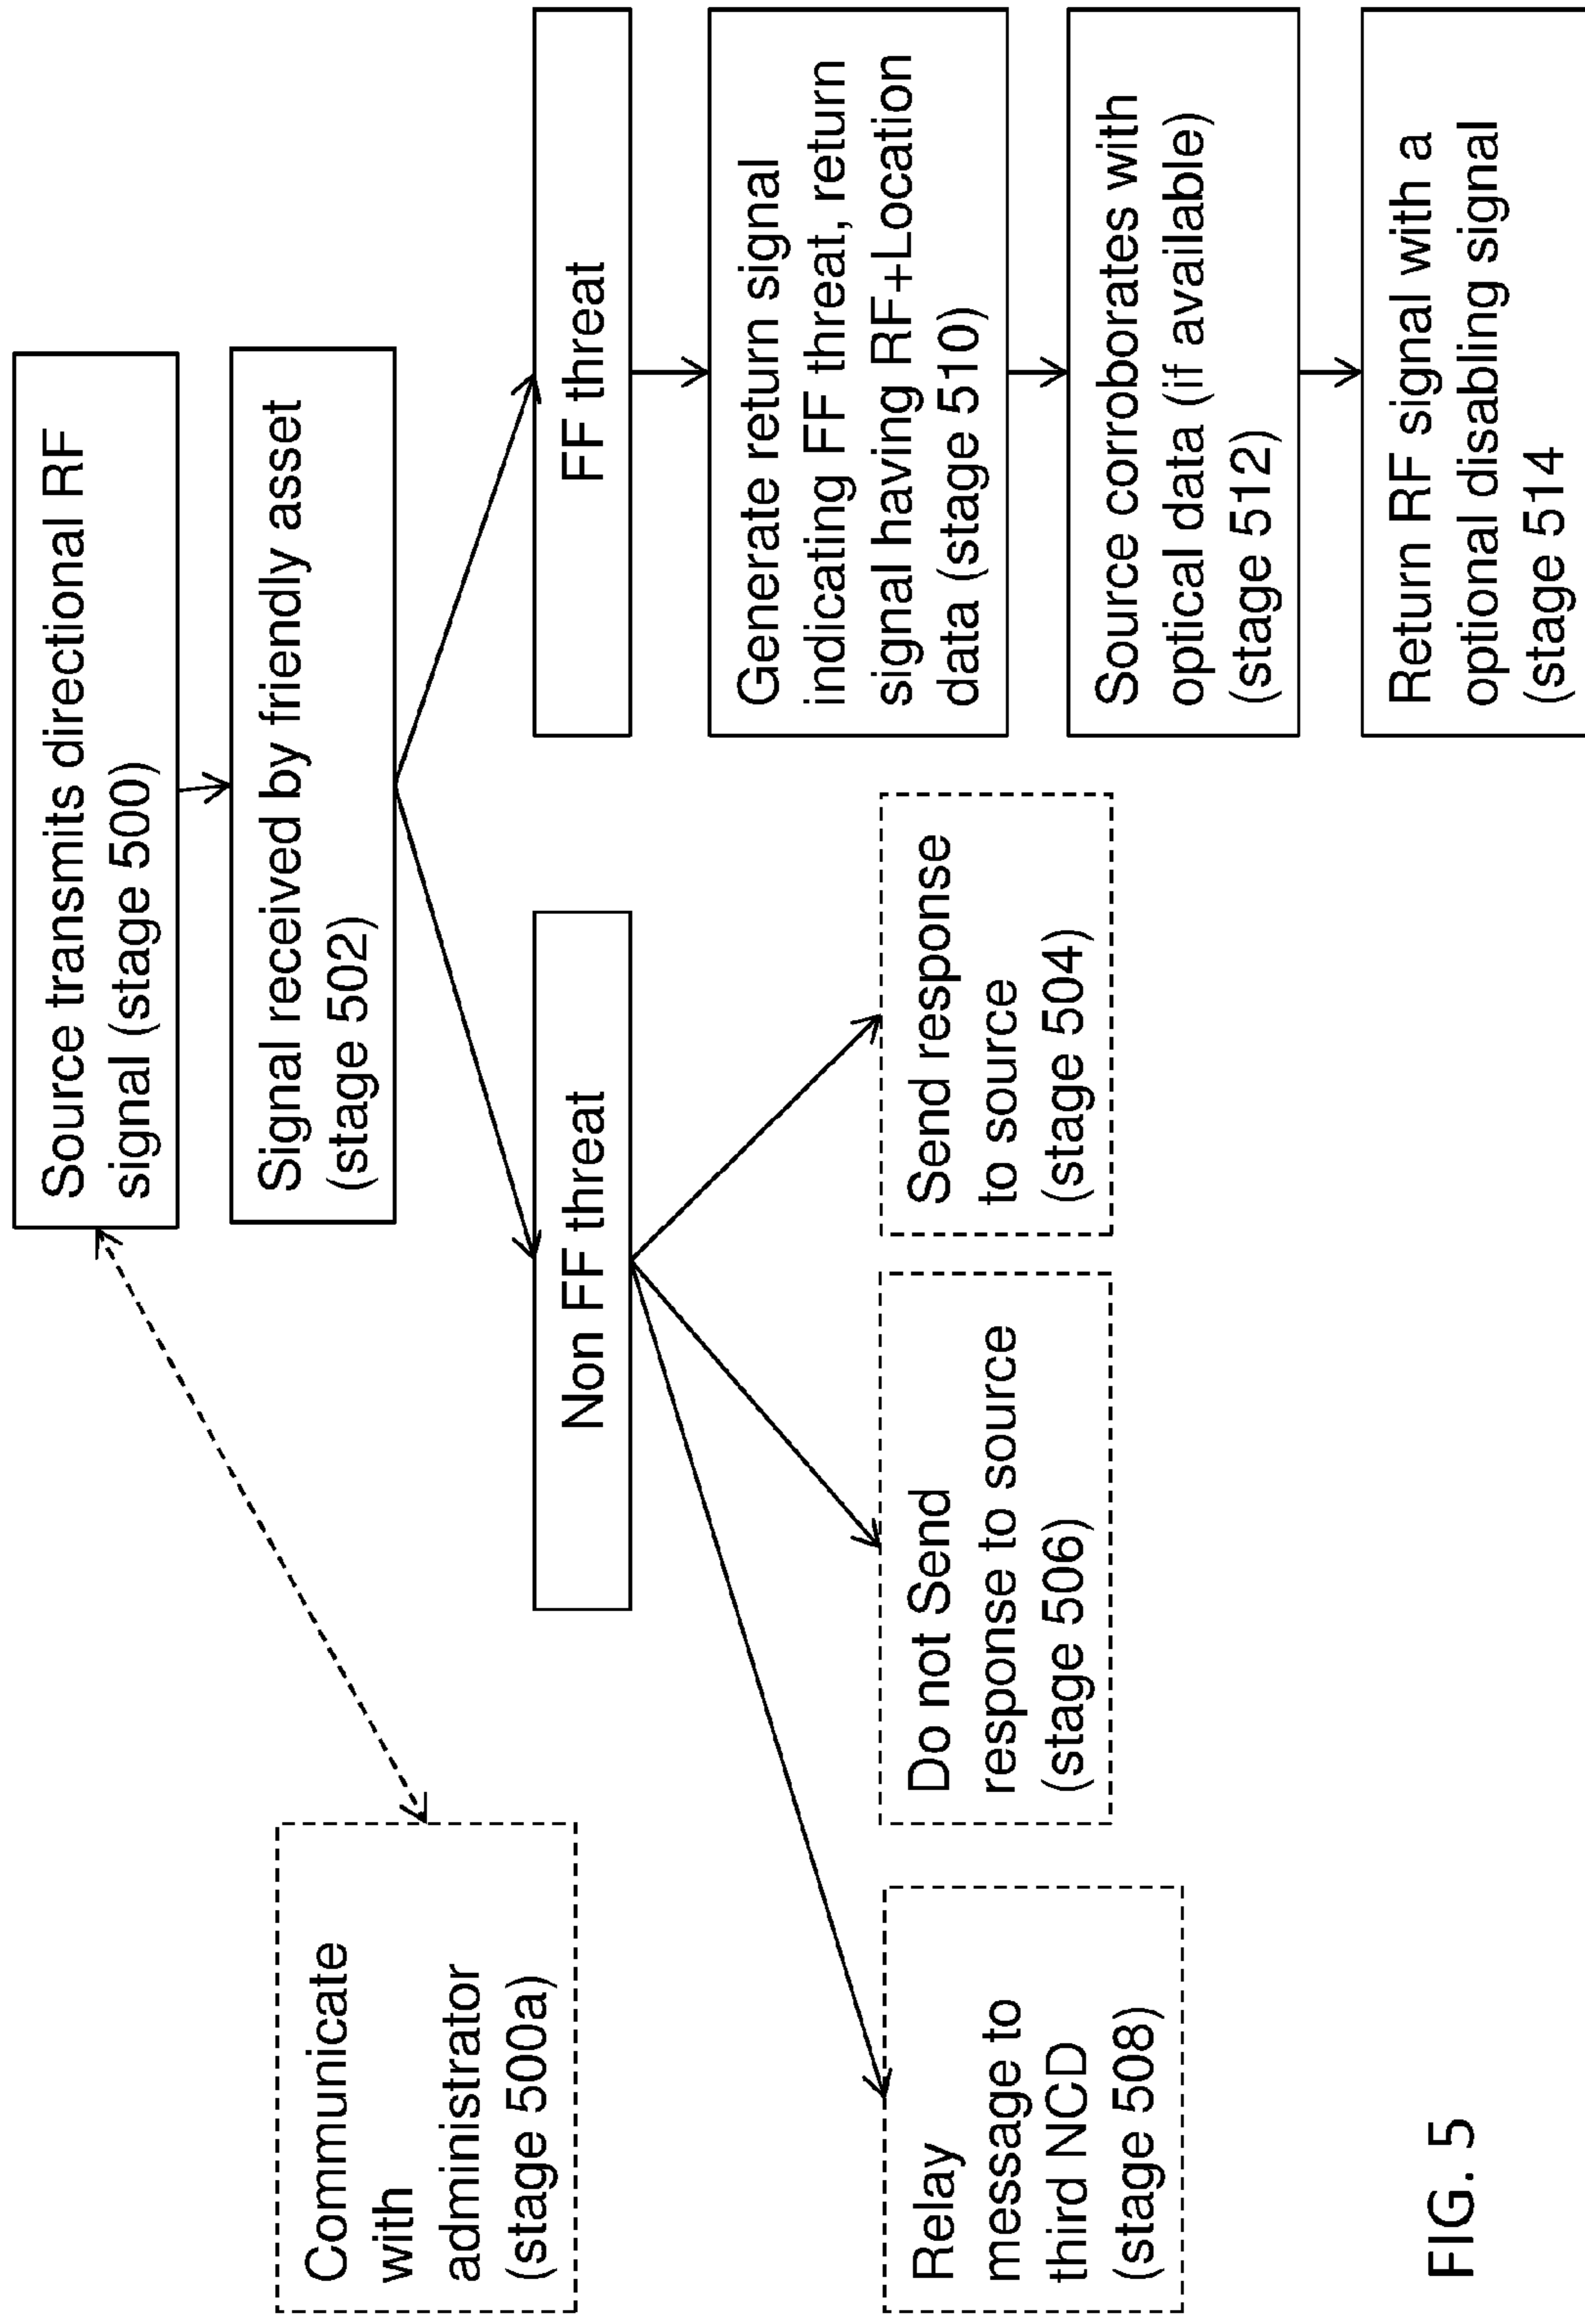 Source transmits directional RF
signal (stage 500)
Signal received by friendly asset
(stage 502)
Communicate
with
administrator
(stage 500a)
Non FF threat
FF threat
Relay
message to
third NCD
(stage 508)
Do not Send
response to source
(stage 506)
Send response
to source
(stage 504)
Generate return signal
indicating FF threat, return
signal having RF+Location
data (stage 510)
Source corroborates with
optical data (if available)
(stage 512)
Return RF signal with a
optional disabling signal
(stage 514
FIG. 5